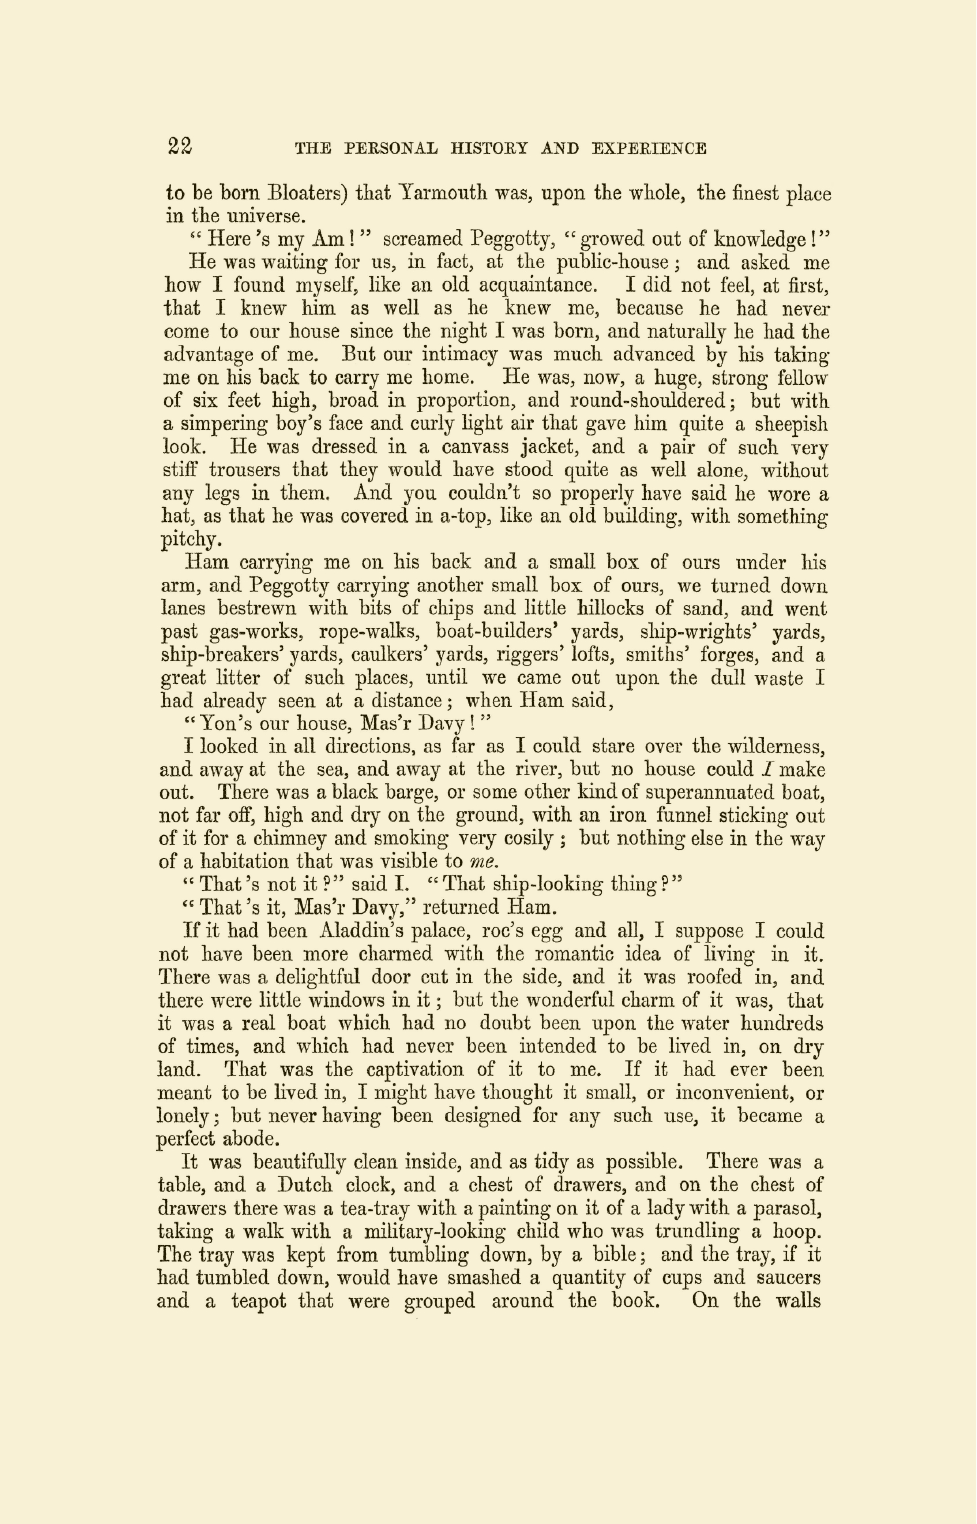 22 THE PERSONAL HISTORY AND EXPERIENCE
to be born Bloaters) that Yarmouth was, upon the whole, the finest place
in the universe.
"Here's my Am!" screamed Peggotty, "growed out of knowledge!"
He was waiting for us, in fact, at the public-house; and asked me
how I found myself, like an old acquaintance. I did not feel, at first,
that I knew him as well as he knew me, because he had never
come to our house since the night I was born, and naturally he had the
advantage of me. But our intimacy was much advanced by his taking
me on his back to carry me home. He was, now, a huge, strong fellow
of six feet high, broad in proportion, and round-shouldered; but with
a simpering boy's face and curly light air that gave him quite a sheepish
look. He was dressed in a canvass jacket, and a pair of such very
stiff trousers that they would have stood quite as well alone, without
any legs in them. And you couldn't so properly have said he wore a
hat, as that he was covered in a-top, like an old building, with something
pitchy.
Ham carrying me on his back and a small box of ours under his
arm, and Peggotty carrying another small box of ours, we turned down
lanes bestrewn with bits of chips and little hillocks of sand, and went
past gas-works, rope-walks, boat-builders' yards, ship-wrights' yards,
ship-breakers' yards, caulkers' yards, riggers' lofts, smiths' forges, and a
great litter of such places, until we came out upon the dull waste I
had already seen at a distance; when Ham said,
"Yon's our house, Mas'r Davy!"
I looked in all directions, as far as I could stare over the wilderness,
and away at the sea, and away at the river, but no house could I make
out. There was a black barge, or some other kind of superannuated boat,
not far off, high and dry on the ground, with an iron funnel sticking out
of it for a chimney and smoking very cosily; but nothing else in the way
of a habitation that was visible to me.
"That's not it?" said I. "That ship-looking thing?"
"That's it, Mas'r Davy," returned Ham.
If it had been Aladdin's palace, roc's egg and all, I suppose I could
not have been more charmed with the romantic idea of living in it.
There was a delightful door cut in the side, and it was roofed in, and
there were little windows in it; but the wonderful charm of it was, that
it was a real boat which had no doubt been upon the water hundreds
of times, and which had never been intended to be lived in, on dry
land. That was the captivation of it to me. If it had ever been
meant to be lived in, I might have thought it small, or inconvenient, or
lonely; but never having been designed for any such use, it became a
perfect abode.
It was beautifully clean inside, and as tidy as possible. There was a
table, and a Dutch clock, and a chest of drawers, and on the chest of
drawers there was a tea-tray with a painting on it of a lady with a parasol,
taking a walk with a military-looking child who was trundling a hoop.
The tray was kept from tumbling down, by a bible; and the tray, if it
had tumbled down, would have smashed a quantity of cups and saucers
and a teapot that were grouped around the book. On the walls